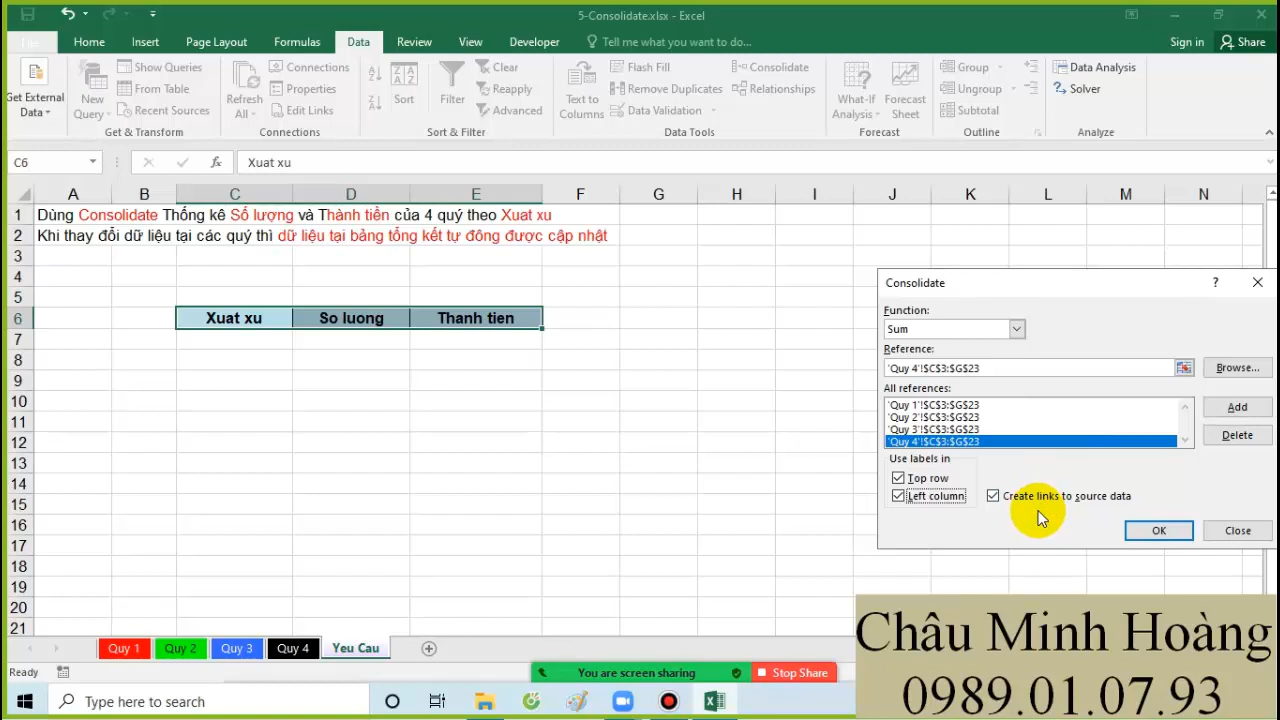 5-Consolidate.xlsx - Excel
File Home Insert Page Layout Formulas Data Review View Developer Tell me what you want to do... Sign in Share
Get External Data
New Query
Show Queries
From Table
Recent Sources
Get & Transform
Refresh All
Connections
Properties
Edit Links
Connections
Sort
Filter
Clear
Reapply
Advanced
Sort & Filter
Text to Columns
Flash Fill
Remove Duplicates
Data Validation
Consolidate
Relationships
Data Tools
What-If Analysis
Forecast Sheet
Forecast
Group
Ungroup
Subtotal
Outline
Data Analysis
Solver
Analyze
C6 fx Xuat xu
A B C D E F G H I J K L M N
1 Dùng Consolidate Thống kê Số lượng và Thành tiền của 4 quý theo Xuat xu
2 Khi thay đổi dữ liệu tại các quý thì dữ liệu tại bảng tổng kết tự đông được cập nhật
3
4
5
6 Xuat xu So luong Thanh tien
7
8
9
10
11
12
13
14
15
16
17
18
19
20
21
Consolidate ?
Function:
Sum
Reference:
'Quy 4'!$C$3:$G$23 Browse...
All references:
'Quy 1'!$C$3:$G$23
'Quy 2'!$C$3:$G$23
'Quy 3'!$C$3:$G$23
'Quy 4'!$C$3:$G$23
Add
Delete
Use labels in
Top row
Left column Create links to source data
OK Close
Quy 1 Quy 2 Quy 3 Quy 4 Yeu Cau
Ready
You are screen sharing Stop Share
Type here to search
Châu Minh Hoàng
0989.01.07.93